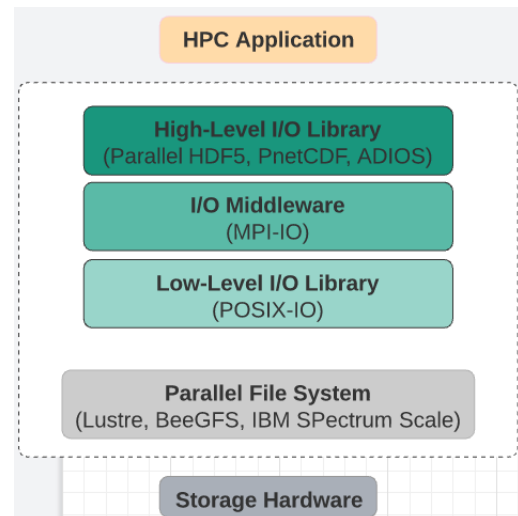 HPC Application
High-Level I/O Library
(Parallel HDF5, PnetCDF, ADIOS)
I/O Middleware
(MPI-IO)
Low-Level I/O Library
(POSIX-IO)
Parallel File System
(Lustre, BeeGFS, IBM SPectrum Scale)
Storage Hardware